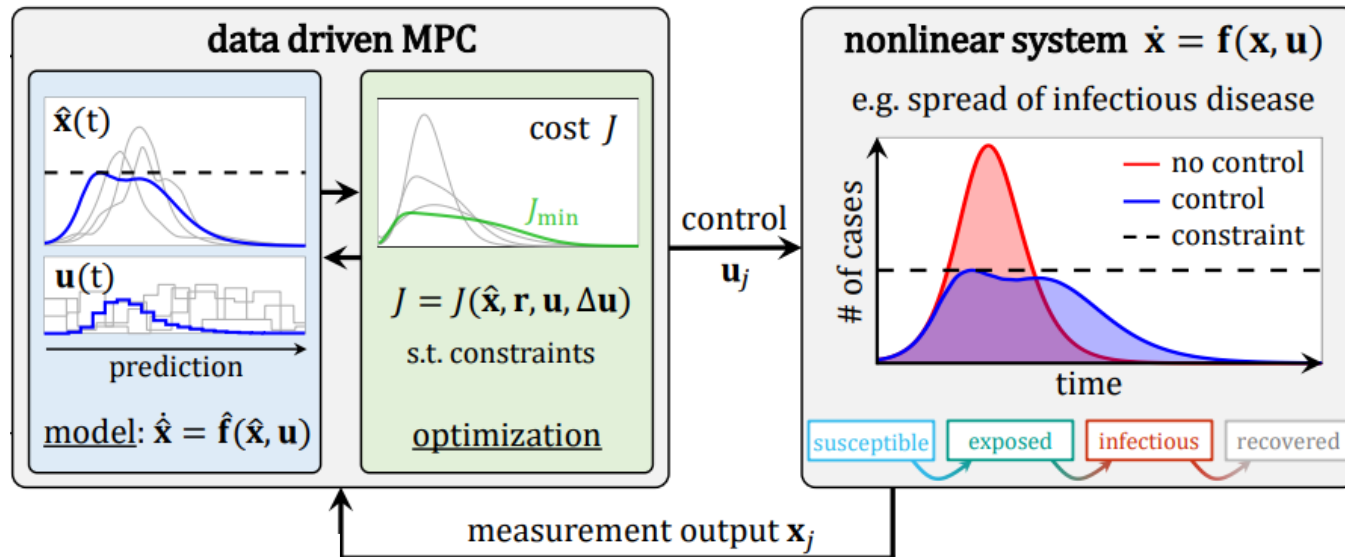 data driven MPC
x̂(t)
u(t)
prediction
model: x̂̇ = f̂(x̂, u)
cost J
J_min
J = J(x̂, r, u, Δu)
s.t. constraints
optimization
control
u_j
nonlinear system ẋ = f(x, u)
e.g. spread of infectious disease
# of cases
no control
control
constraint
time
susceptible
exposed
infectious
recovered
measurement output x_j